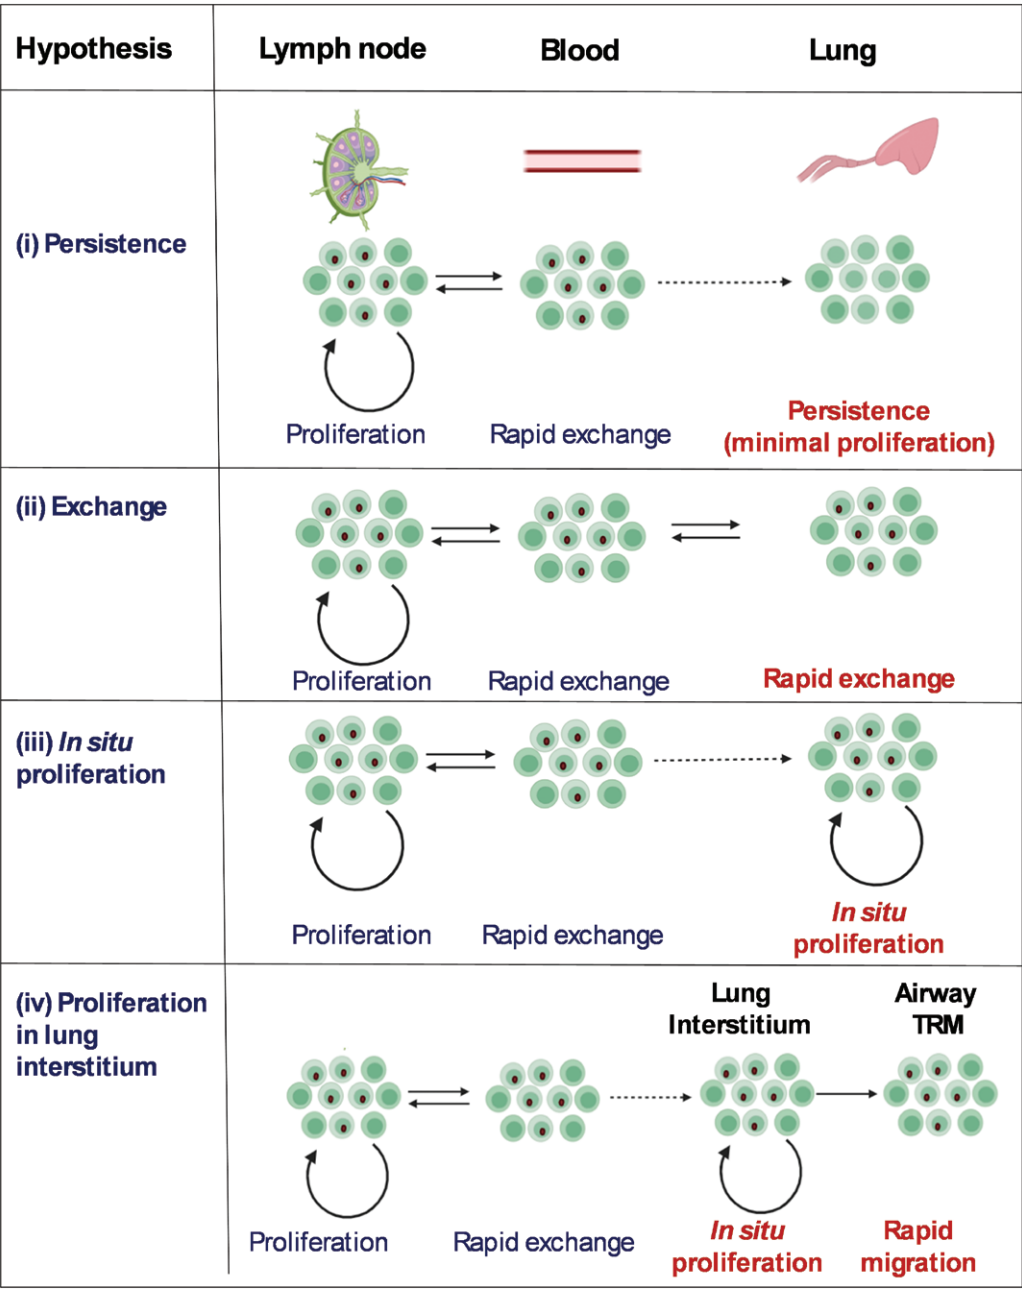 Hypothesis
Lymph node
Blood
Lung
(i) Persistence
Proliferation
Rapid exchange
Persistence
(minimal proliferation)
(ii) Exchange
Proliferation
Rapid exchange
Rapid exchange
(iii) In situ
proliferation
Proliferation
Rapid exchange
In situ
proliferation
(iv) Proliferation
in lung
interstitium
Lung
Interstitium
Airway
TRM
Proliferation
Rapid exchange
In situ
proliferation
Rapid
migration